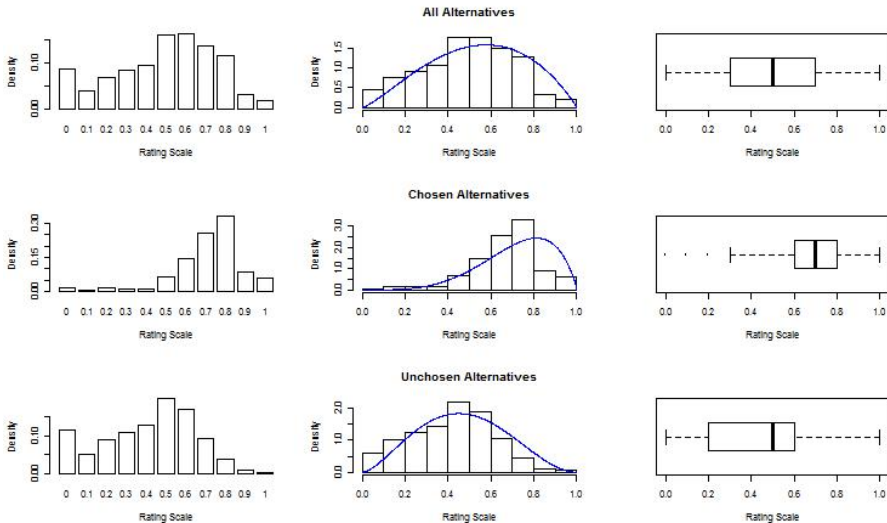 All Alternatives
Density
0.00 0.10
0 0.1 0.2 0.3 0.4 0.5 0.6 0.7 0.8 0.9 1
Rating Scale
Density
0.0 0.5 1.0 1.5
0.0 0.2 0.4 0.6 0.8 1.0
Rating Scale
0.0 0.2 0.4 0.6 0.8 1.0
Rating Scale
Chosen Alternatives
Density
0.00 0.15 0.30
0 0.1 0.2 0.3 0.4 0.5 0.6 0.7 0.8 0.9 1
Rating Scale
Density
0.0 1.0 2.0 3.0
0.0 0.2 0.4 0.6 0.8 1.0
Rating Scale
0.0 0.2 0.4 0.6 0.8 1.0
Rating Scale
Unchosen Alternatives
Density
0.00 0.10
0 0.1 0.2 0.3 0.4 0.5 0.6 0.7 0.8 0.9 1
Rating Scale
Density
0.0 1.0 2.0
0.0 0.2 0.4 0.6 0.8 1.0
Rating Scale
0.0 0.2 0.4 0.6 0.8 1.0
Rating Scale